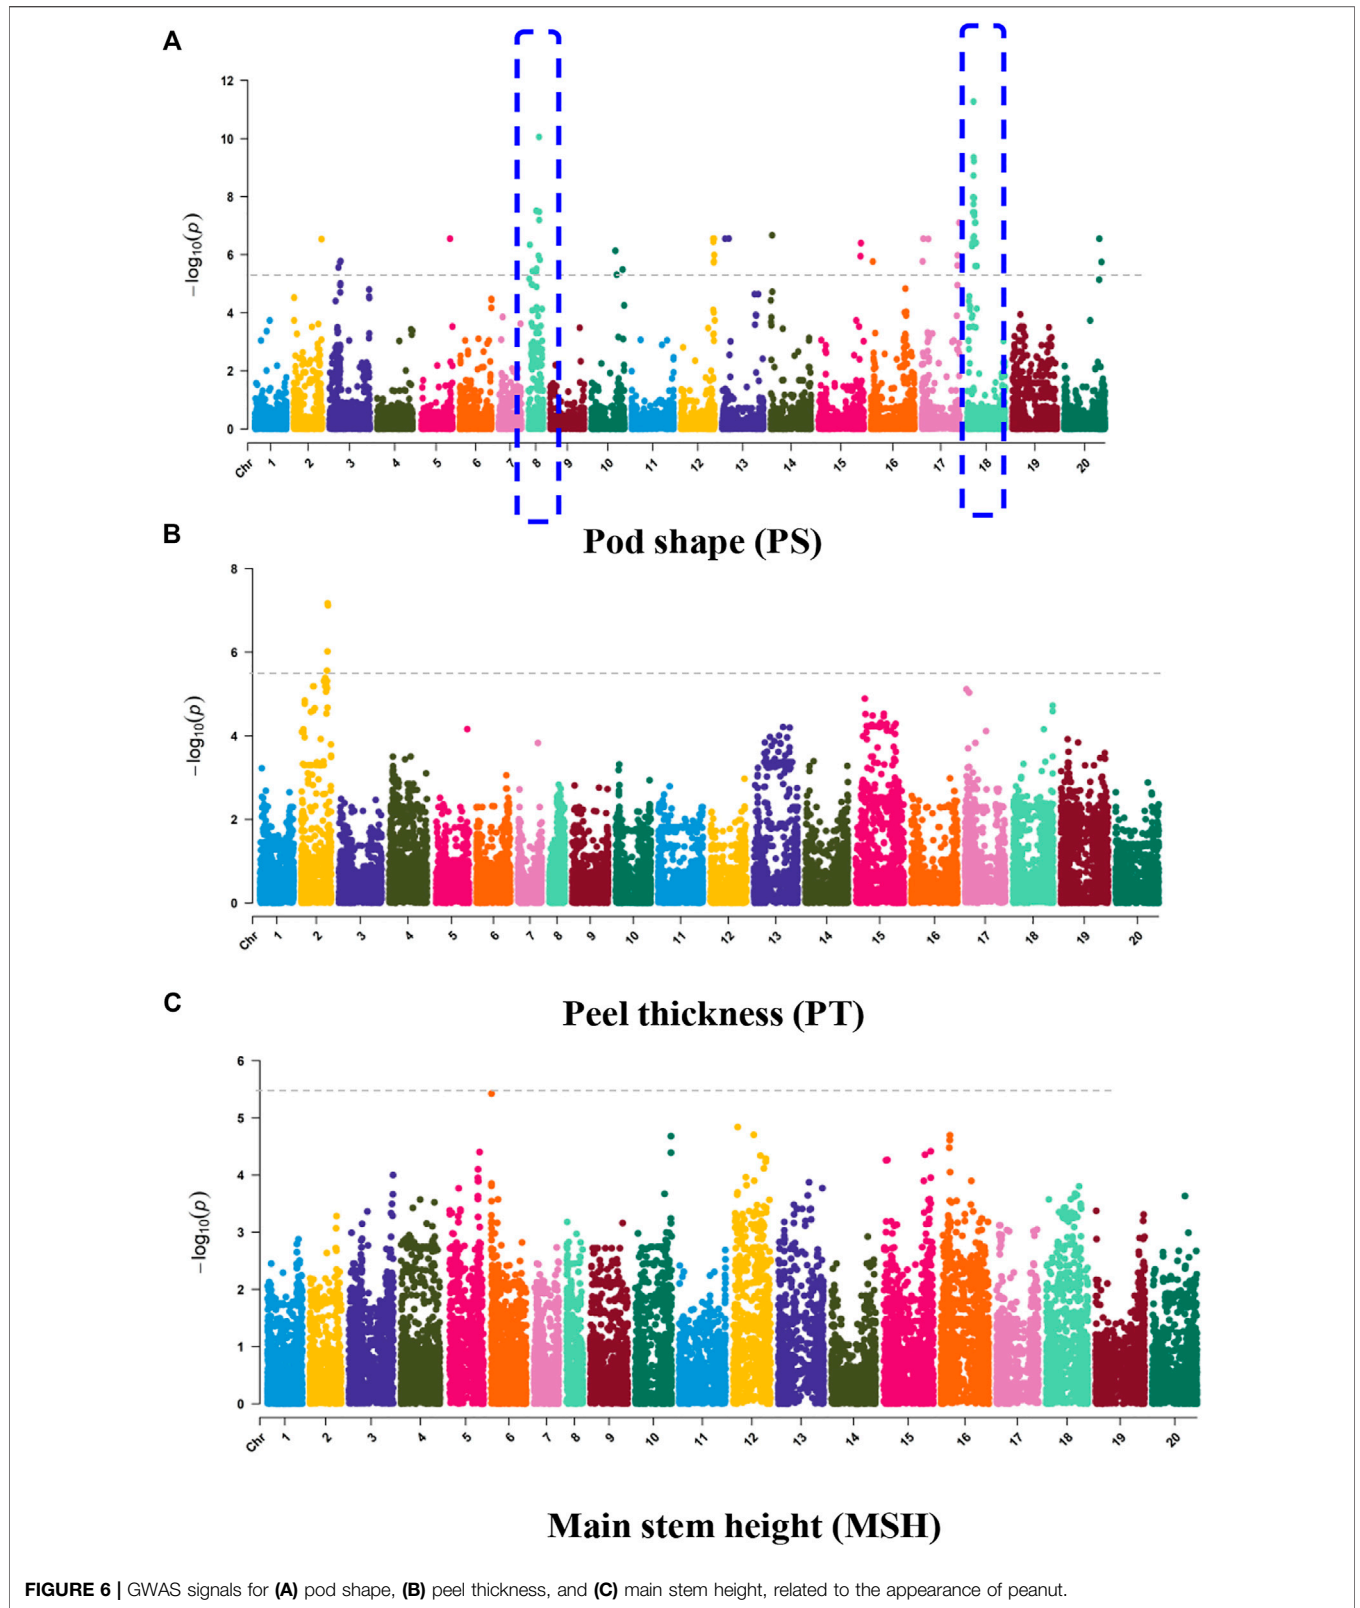 A
12
10
8
6
4
2
0
−log10(p)
Chr 1 2 3 4 5 6 7 8 9 10 11 12 13 14 15 16 17 18 19 20
Pod shape (PS)
B
8
6
4
2
0
−log10(p)
Chr 1 2 3 4 5 6 7 8 9 10 11 12 13 14 15 16 17 18 19 20
Peel thickness (PT)
C
6
5
4
3
2
1
0
−log10(p)
Chr 1 2 3 4 5 6 7 8 9 10 11 12 13 14 15 16 17 18 19 20
Main stem height (MSH)
FIGURE 6 | GWAS signals for (A) pod shape, (B) peel thickness, and (C) main stem height, related to the appearance of peanut.